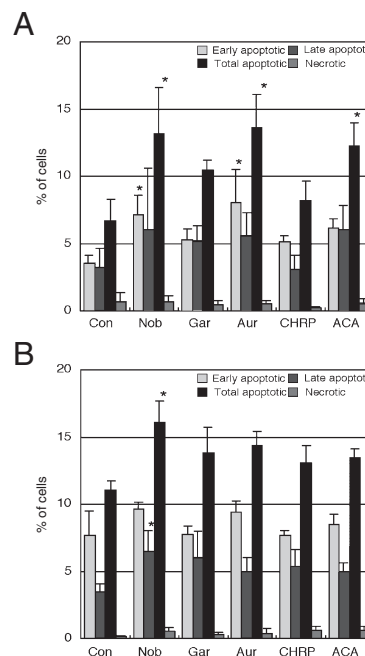 A
20
15
10
5
0
% of cells
Early apoptotic Late apoptot
Total apoptotic Necrotic
* * * * *
Con Nob Gar Aur CHRP ACA
B
20
15
10
5
0
% of cells
Early apoptotic Late apoptot
Total apoptotic Necrotic
* *
Con Nob Gar Aur CHRP ACA